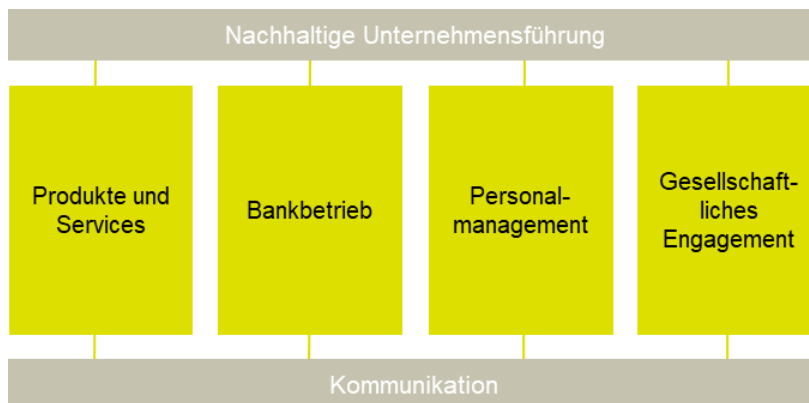 Nachhaltige Unternehmensführung
Produkte und
Services
Bankbetrieb
Personal-
management
Gesellschaft-
liches
Engagement
Kommunikation